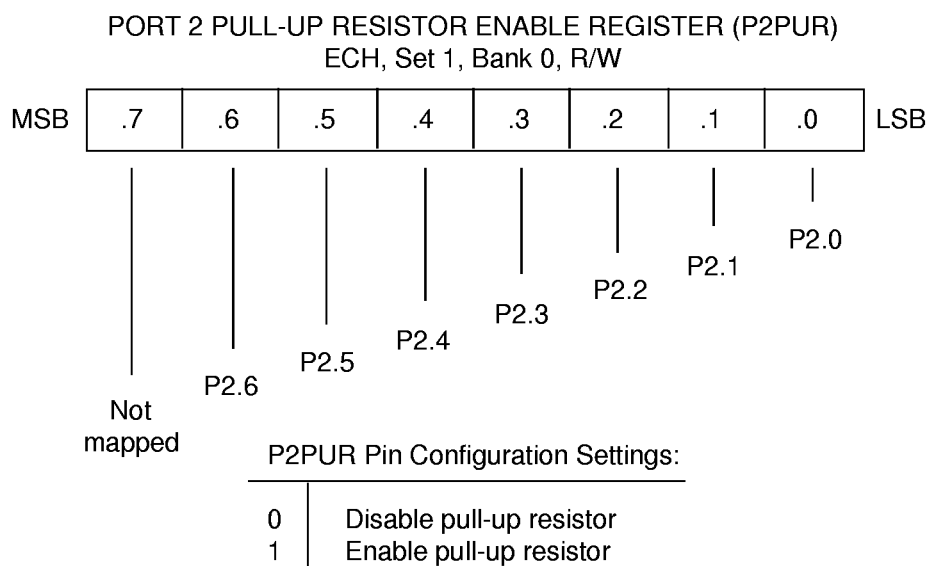 PORT 2 PULL-UP RESISTOR ENABLE REGISTER (P2PUR)
ECH, Set 1, Bank 0, R/W
MSB .7 .6 .5 .4 .3 .2 .1 .0 LSB
P2.0
P2.1
P2.2
P2.3
P2.4
P2.5
P2.6
Not
mapped
P2PUR Pin Configuration Settings:
0 Disable pull-up resistor
1 Enable pull-up resistor